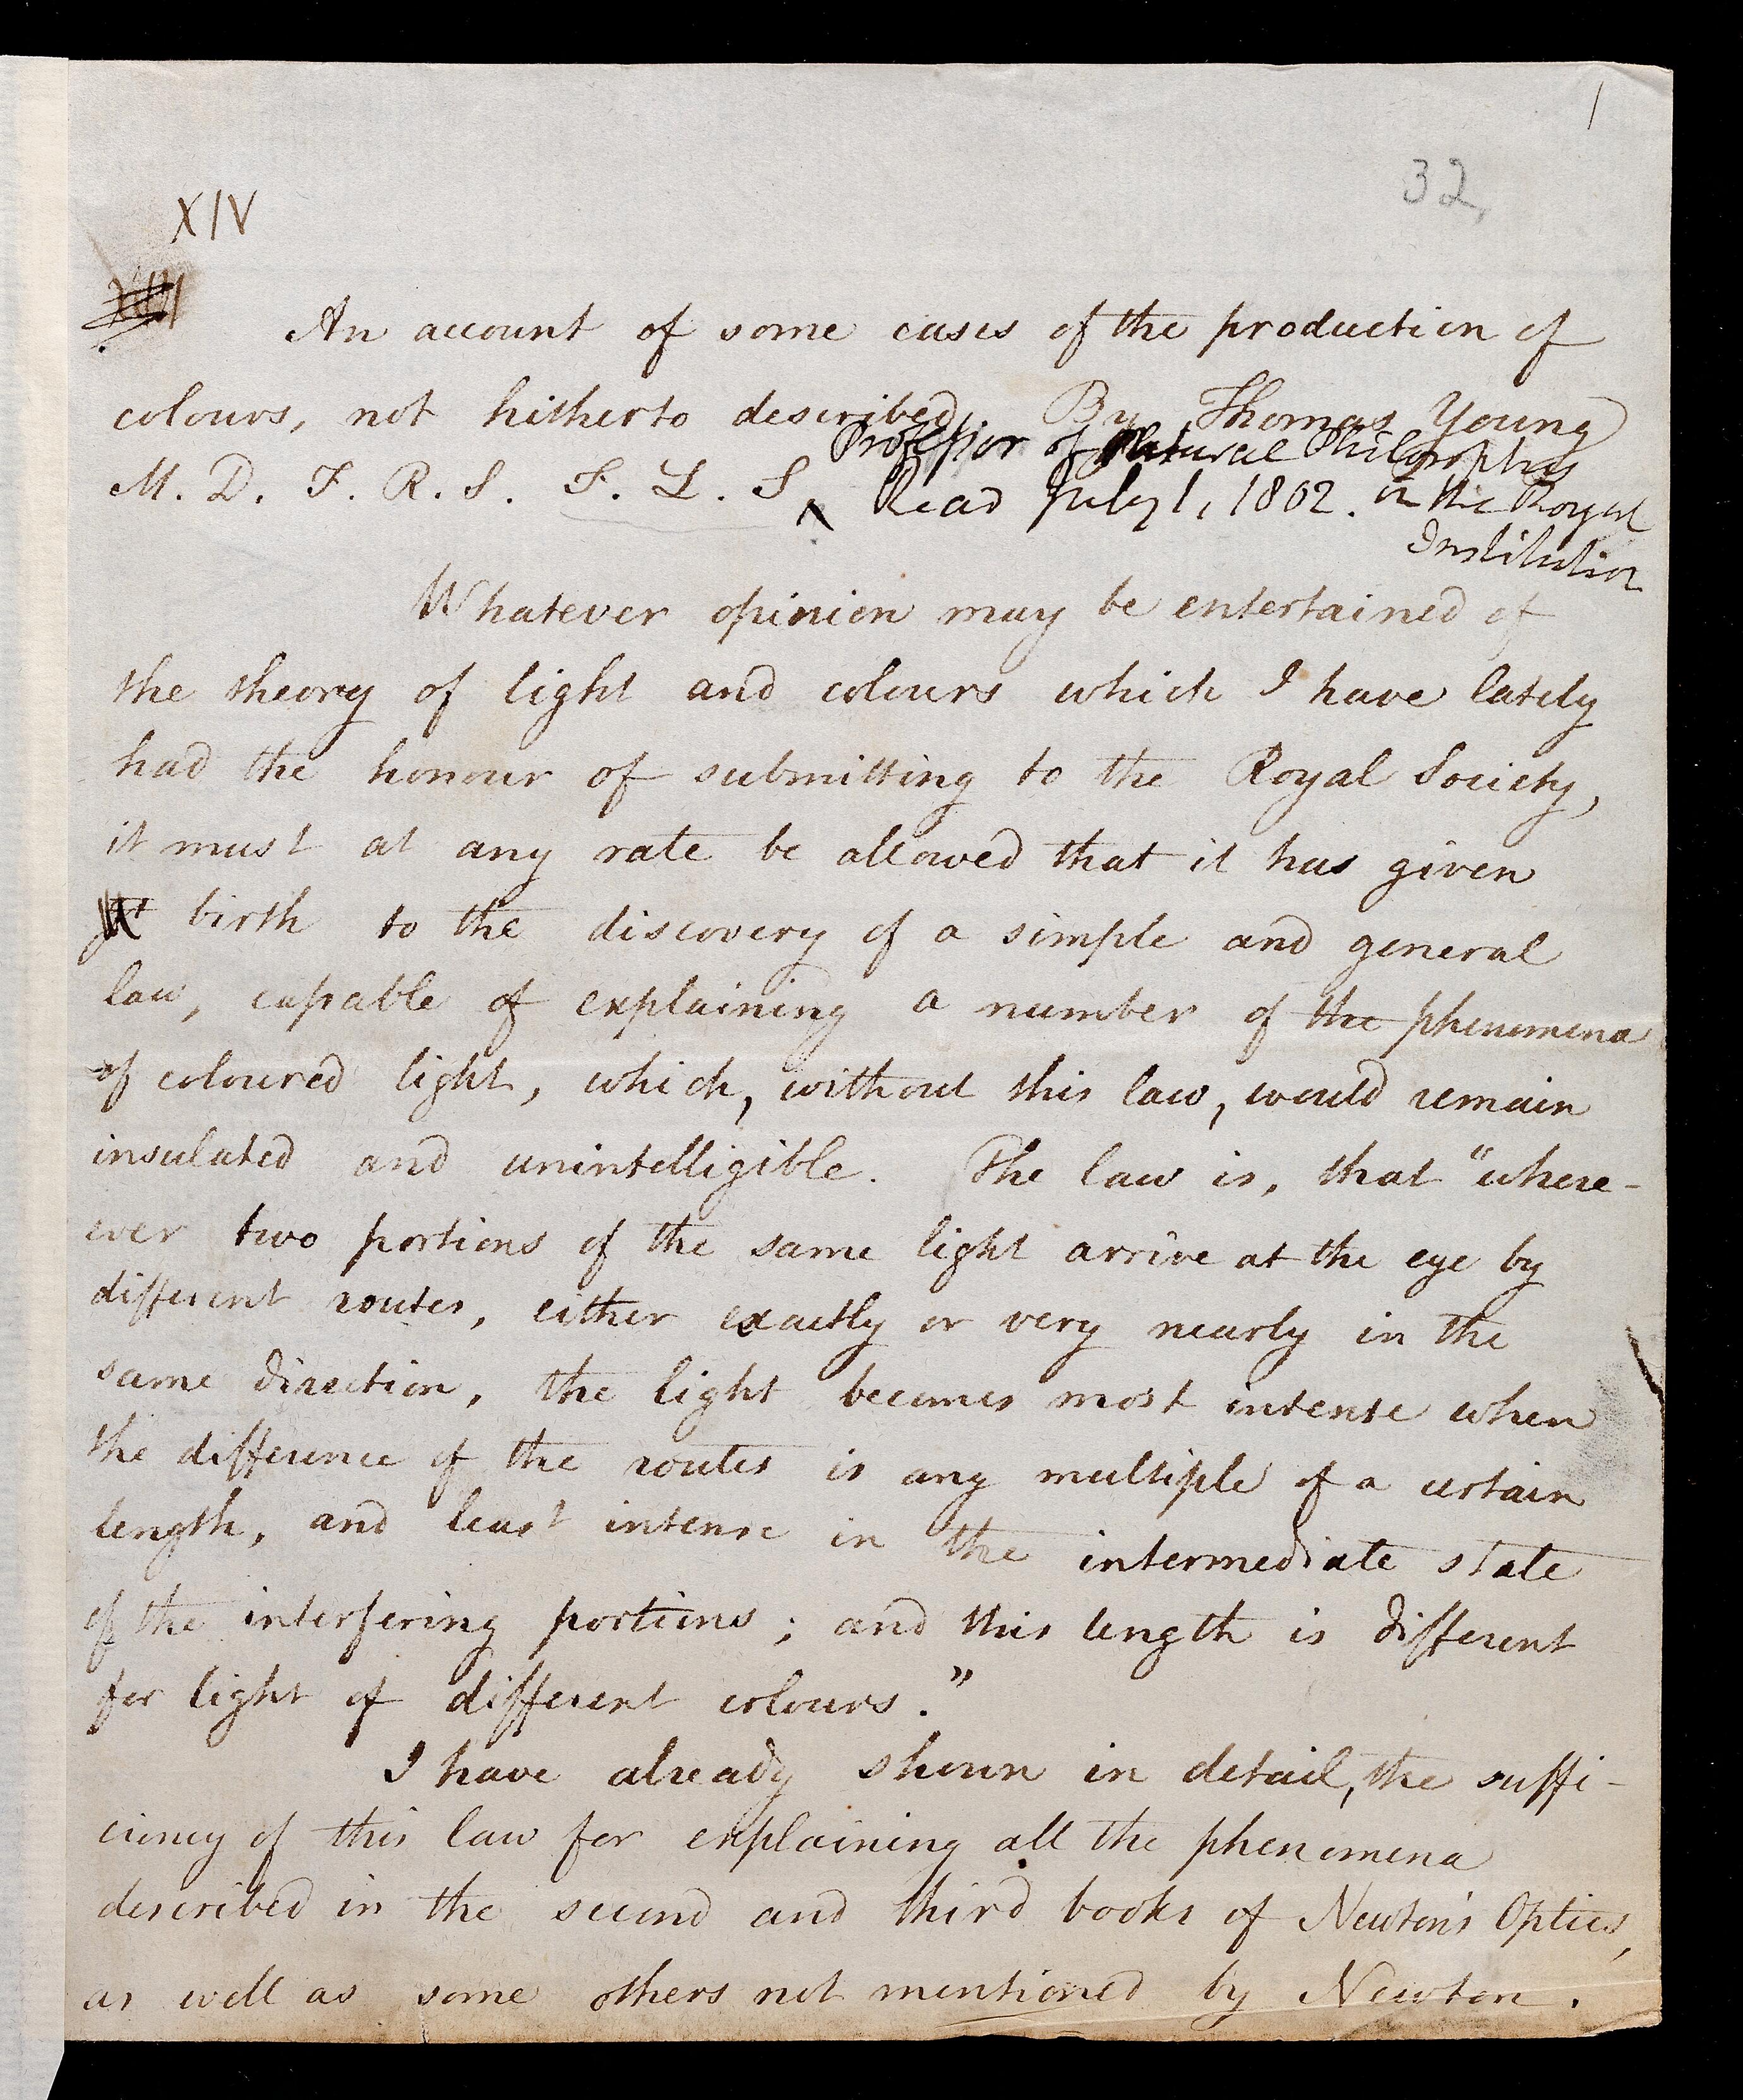 1
32,
XIV
An account of some cases of the production of
colours, not hitherto described. By Thomas Young
Professor of Natural Philosophy
M. D. F. R. S. F. L. S. ^ Read July 1, 1802. in the Royal
Institution
Whatever opinion may be entertained of
the theory of light and colours which I have lately
had the honour of submitting to the Royal Society,
it must at any rate be allowed that it has given
birth to the discovery of a simple and general
law, capable of explaining a number of the phenomena
of coloured light, which, without this law, would remain
insulated and unintelligible. The law is, that "where-
ever two portions of the same light arrive at the eye by
different routes, either exactly or very nearly in the
same direction, the light becomes most intense when
the difference of the routes is any multiple of a certain
length, and least intense in the intermediate state
of the interfering portions; and this length is different
for light of different colours."
I have already shown in detail, the suffi-
ciency of this law for explaining all the phenomena
described in the second and third books of Newton's Optics,
as well as some others not mentioned by Newton.